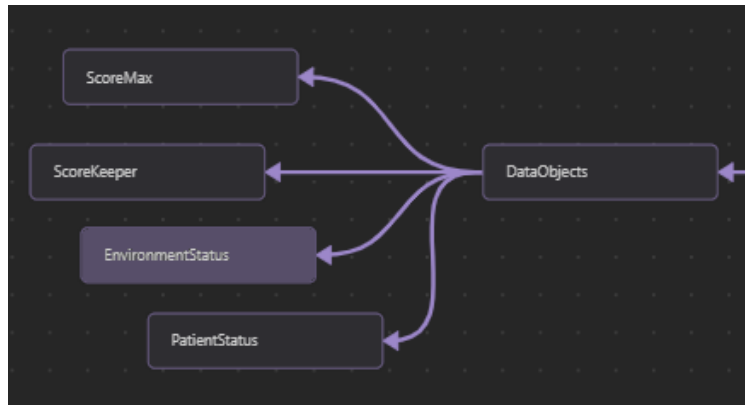 ScoreMax
ScoreKeeper
DataObjects
EnvironmentStatus
PatientStatus